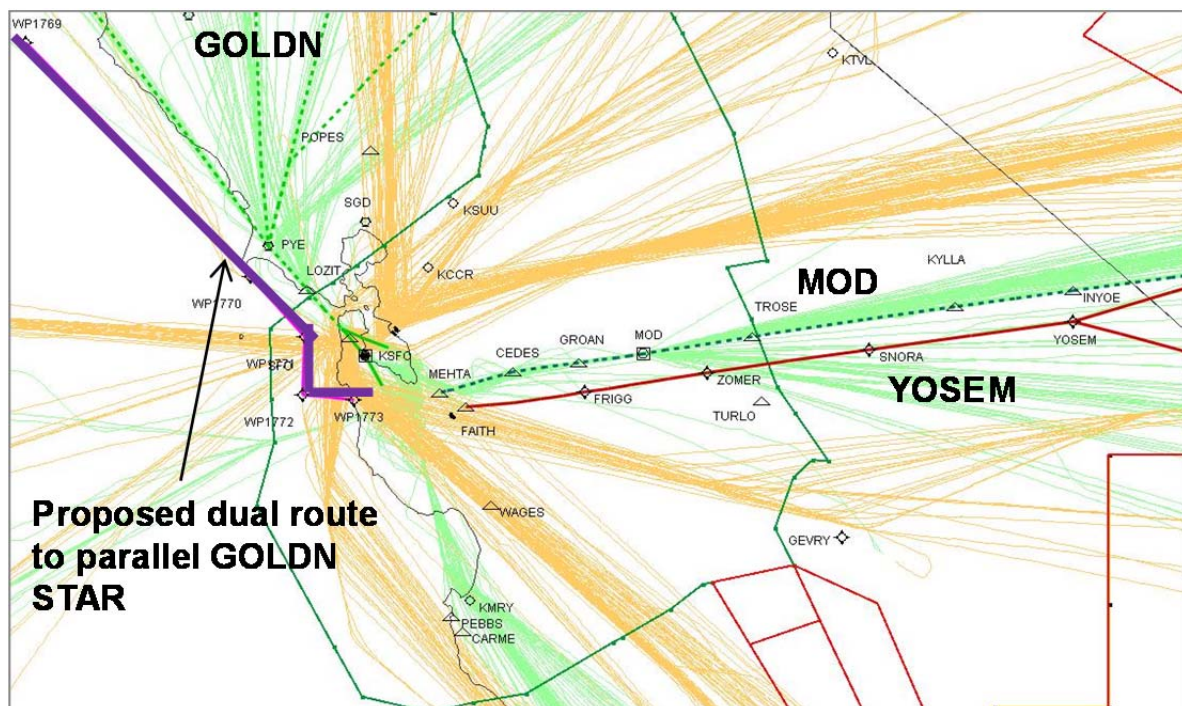 WP1769
GOLDN
KTVL
POPES
SGD
KSUU
PYE
KCCR
LOZIT
KYLLA
MOD
INYOE
WP1770
TROSE
MOD
GROAN
YOSEM
WP1771
SFO
KSFO
CEDES
SNORA
MEHTA
ZOMER
YOSEM
FRIGG
TURLO
WP1772
WP1773
FAITH
Proposed dual route
to parallel GOLDN
STAR
WAGES
GEVRY
KMRY
PEBBS
CARME